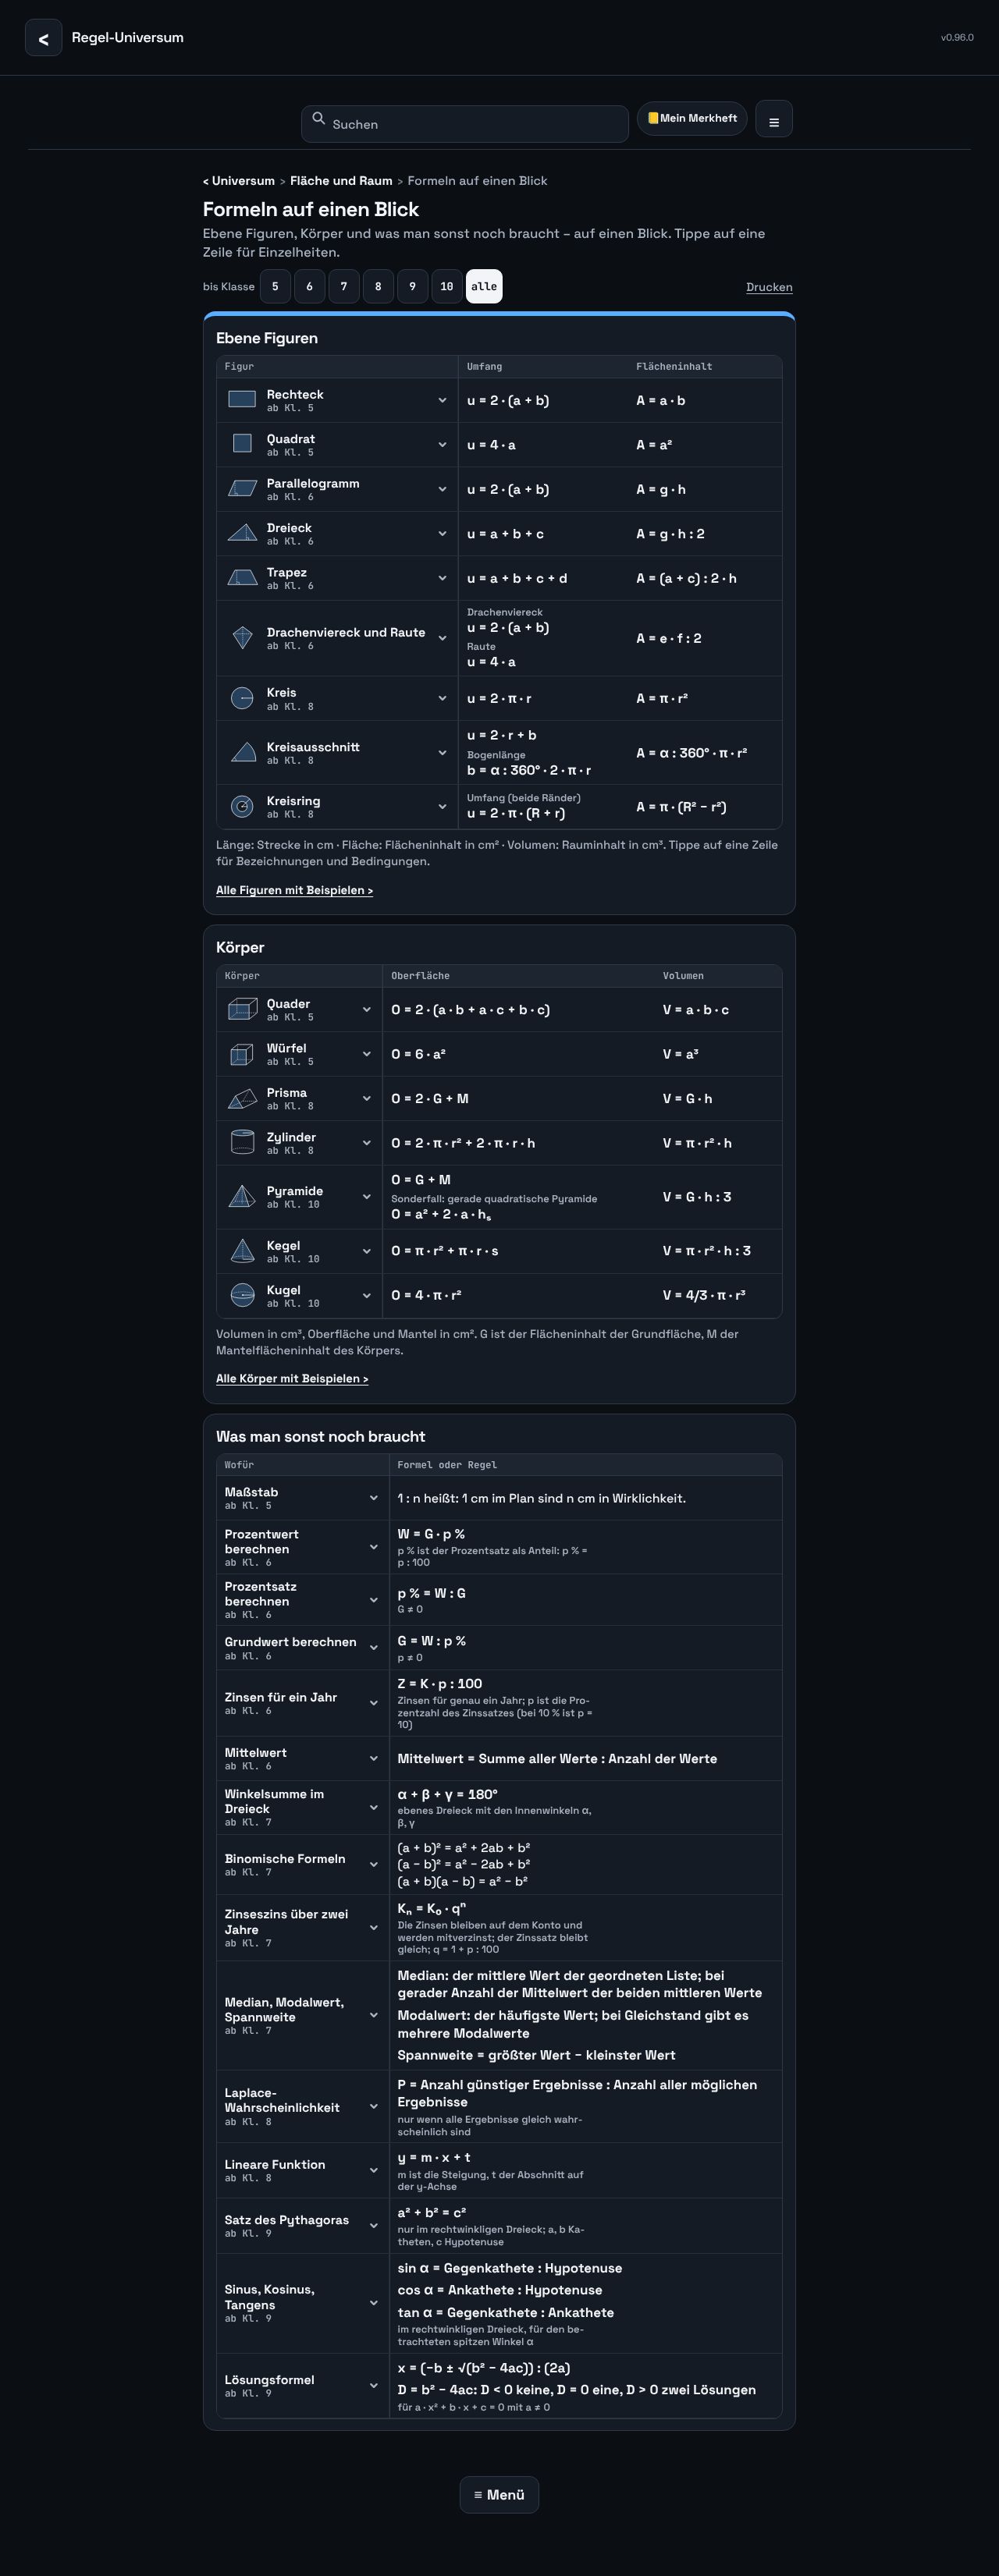 ‹ Regel-Universum v0.96.0
Suchen
📒Mein Merkheft ≡
‹ Universum > Fläche und Raum > Formeln auf einen Blick
Formeln auf einen Blick
Ebene Figuren, Körper und was man sonst noch braucht – auf einen Blick. Tippe auf eine
Zeile für Einzelheiten.
bis Klasse 5 6 7 8 9 10 alle Drucken
Ebene Figuren
Figur Umfang Flächeninhalt
Rechteck
ab Kl. 5
u = 2 · (a + b) A = a · b
Quadrat
ab Kl. 5
u = 4 · a A = a²
Parallelogramm
ab Kl. 6
u = 2 · (a + b) A = g · h
Dreieck
ab Kl. 6
u = a + b + c A = g · h : 2
Trapez
ab Kl. 6
u = a + b + c + d A = (a + c) : 2 · h
Drachenviereck und Raute
ab Kl. 6
Drachenviereck
u = 2 · (a + b)
Raute
u = 4 · a
A = e · f : 2
Kreis
ab Kl. 8
u = 2 · π · r A = π · r²
Kreisausschnitt
ab Kl. 8
u = 2 · r + b
Bogenlänge
b = α : 360° · 2 · π · r
A = α : 360° · π · r²
Kreisring
ab Kl. 8
Umfang (beide Ränder)
u = 2 · π · (R + r)
A = π · (R² − r²)
Länge: Strecke in cm · Fläche: Flächeninhalt in cm² · Volumen: Rauminhalt in cm³. Tippe auf eine Zeile
für Bezeichnungen und Bedingungen.
Alle Figuren mit Beispielen ›
Körper
Körper Oberfläche Volumen
Quader
ab Kl. 5
O = 2 · (a · b + a · c + b · c) V = a · b · c
Würfel
ab Kl. 5
O = 6 · a² V = a³
Prisma
ab Kl. 8
O = 2 · G + M V = G · h
Zylinder
ab Kl. 8
O = 2 · π · r² + 2 · π · r · h V = π · r² · h
Pyramide
ab Kl. 10
O = G + M
Sonderfall: gerade quadratische Pyramide
O = a² + 2 · a · hₛ
V = G · h : 3
Kegel
ab Kl. 10
O = π · r² + π · r · s V = π · r² · h : 3
Kugel
ab Kl. 10
O = 4 · π · r² V = 4/3 · π · r³
Volumen in cm³, Oberfläche und Mantel in cm². G ist der Flächeninhalt der Grundfläche, M der
Mantelflächeninhalt des Körpers.
Alle Körper mit Beispielen ›
Was man sonst noch braucht
Wofür Formel oder Regel
Maßstab
ab Kl. 5
1 : n heißt: 1 cm im Plan sind n cm in Wirklichkeit.
Prozentwert
berechnen
ab Kl. 6
W = G · p %
p % ist der Prozentsatz als Anteil: p % =
p : 100
Prozentsatz
berechnen
ab Kl. 6
p % = W : G
G ≠ 0
Grundwert berechnen
ab Kl. 6
G = W : p %
p ≠ 0
Zinsen für ein Jahr
ab Kl. 6
Z = K · p : 100
Zinsen für genau ein Jahr; p ist die Pro-
zentzahl des Zinssatzes (bei 10 % ist p =
10)
Mittelwert
ab Kl. 6
Mittelwert = Summe aller Werte : Anzahl der Werte
Winkelsumme im
Dreieck
ab Kl. 7
α + β + γ = 180°
ebenes Dreieck mit den Innenwinkeln α,
β, γ
Binomische Formeln
ab Kl. 7
(a + b)² = a² + 2ab + b²
(a − b)² = a² − 2ab + b²
(a + b)(a − b) = a² − b²
Zinseszins über zwei
Jahre
ab Kl. 7
Kₙ = K₀ · qⁿ
Die Zinsen bleiben auf dem Konto und
werden mitverzinst; der Zinssatz bleibt
gleich; q = 1 + p : 100
Median, Modalwert,
Spannweite
ab Kl. 7
Median: der mittlere Wert der geordneten Liste; bei
gerader Anzahl der Mittelwert der beiden mittleren Werte
Modalwert: der häufigste Wert; bei Gleichstand gibt es
mehrere Modalwerte
Spannweite = größter Wert − kleinster Wert
Laplace-
Wahrscheinlichkeit
ab Kl. 8
P = Anzahl günstiger Ergebnisse : Anzahl aller möglichen
Ergebnisse
nur wenn alle Ergebnisse gleich wahr-
scheinlich sind
Lineare Funktion
ab Kl. 8
y = m · x + t
m ist die Steigung, t der Abschnitt auf
der y-Achse
Satz des Pythagoras
ab Kl. 9
a² + b² = c²
nur im rechtwinkligen Dreieck; a, b Ka-
theten, c Hypotenuse
Sinus, Kosinus,
Tangens
ab Kl. 9
sin α = Gegenkathete : Hypotenuse
cos α = Ankathete : Hypotenuse
tan α = Gegenkathete : Ankathete
im rechtwinkligen Dreieck, für den be-
trachteten spitzen Winkel α
Lösungsformel
ab Kl. 9
x = (−b ± √(b² − 4ac)) : (2a)
D = b² − 4ac: D < 0 keine, D = 0 eine, D > 0 zwei Lösungen
für a · x² + b · x + c = 0 mit a ≠ 0
≡ Menü